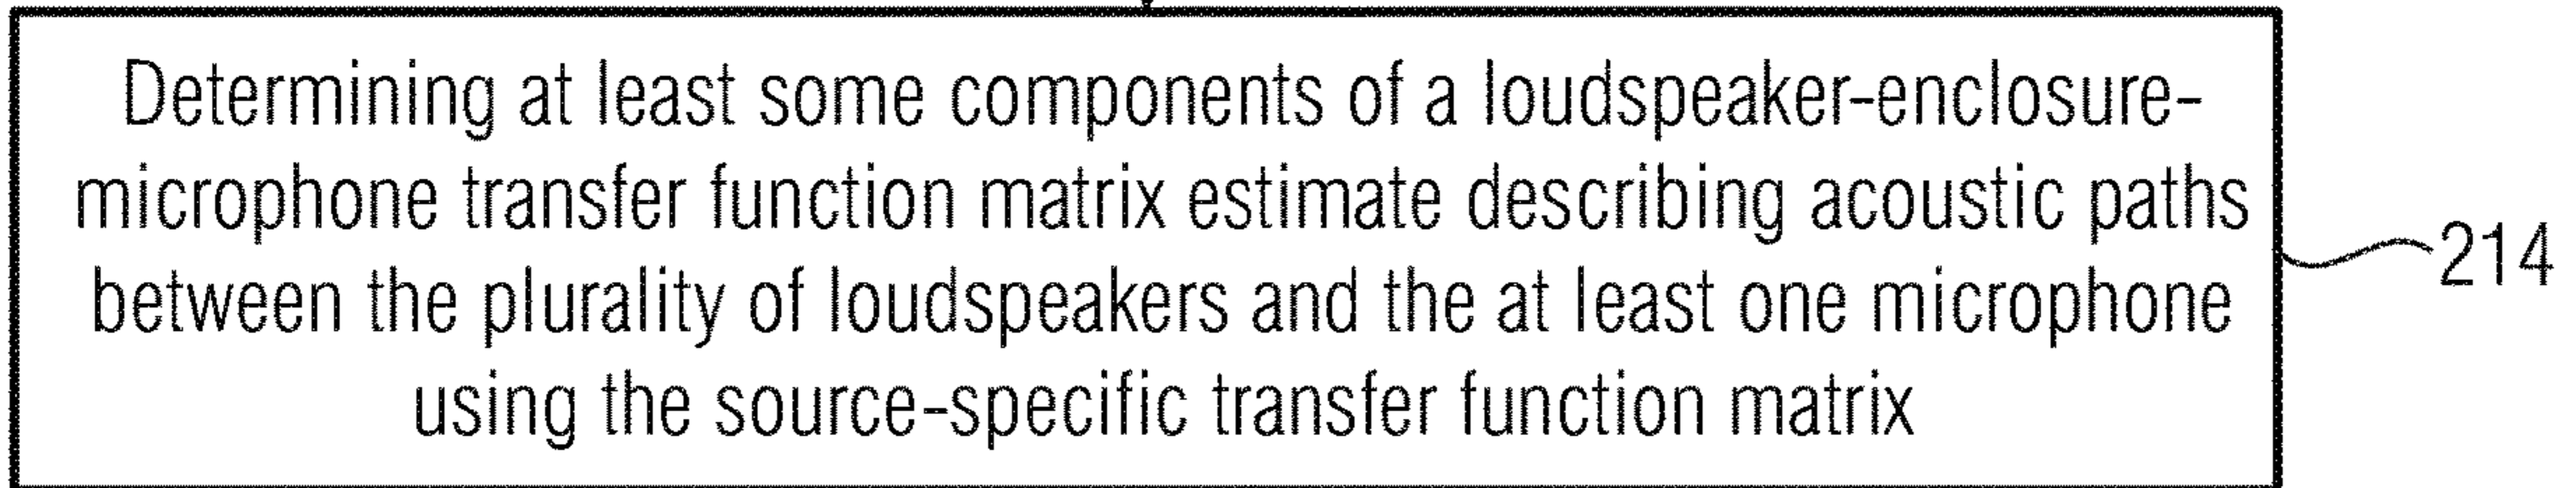 Determining at least some components of a loudspeaker-enclosure-
microphone transfer function matrix estimate describing acoustic paths
between the plurality of loudspeakers and the at least one microphone
using the source-specific transfer function matrix
214